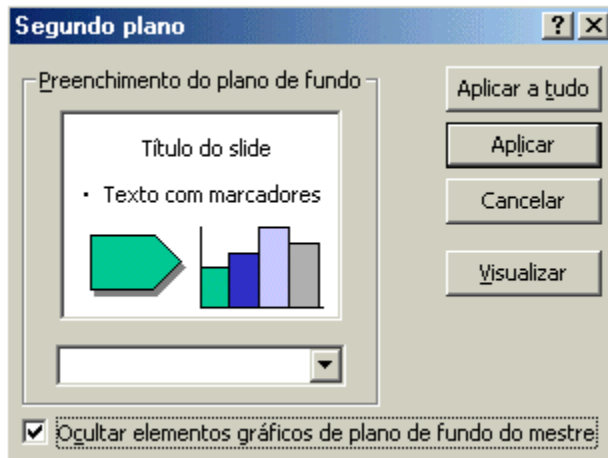 Segundo plano
Preenchimento do plano de fundo
Título do slide
• Texto com marcadores
Aplicar a tudo
Aplicar
Cancelar
Visualizar
Ocultar elementos gráficos de plano de fundo do mestre